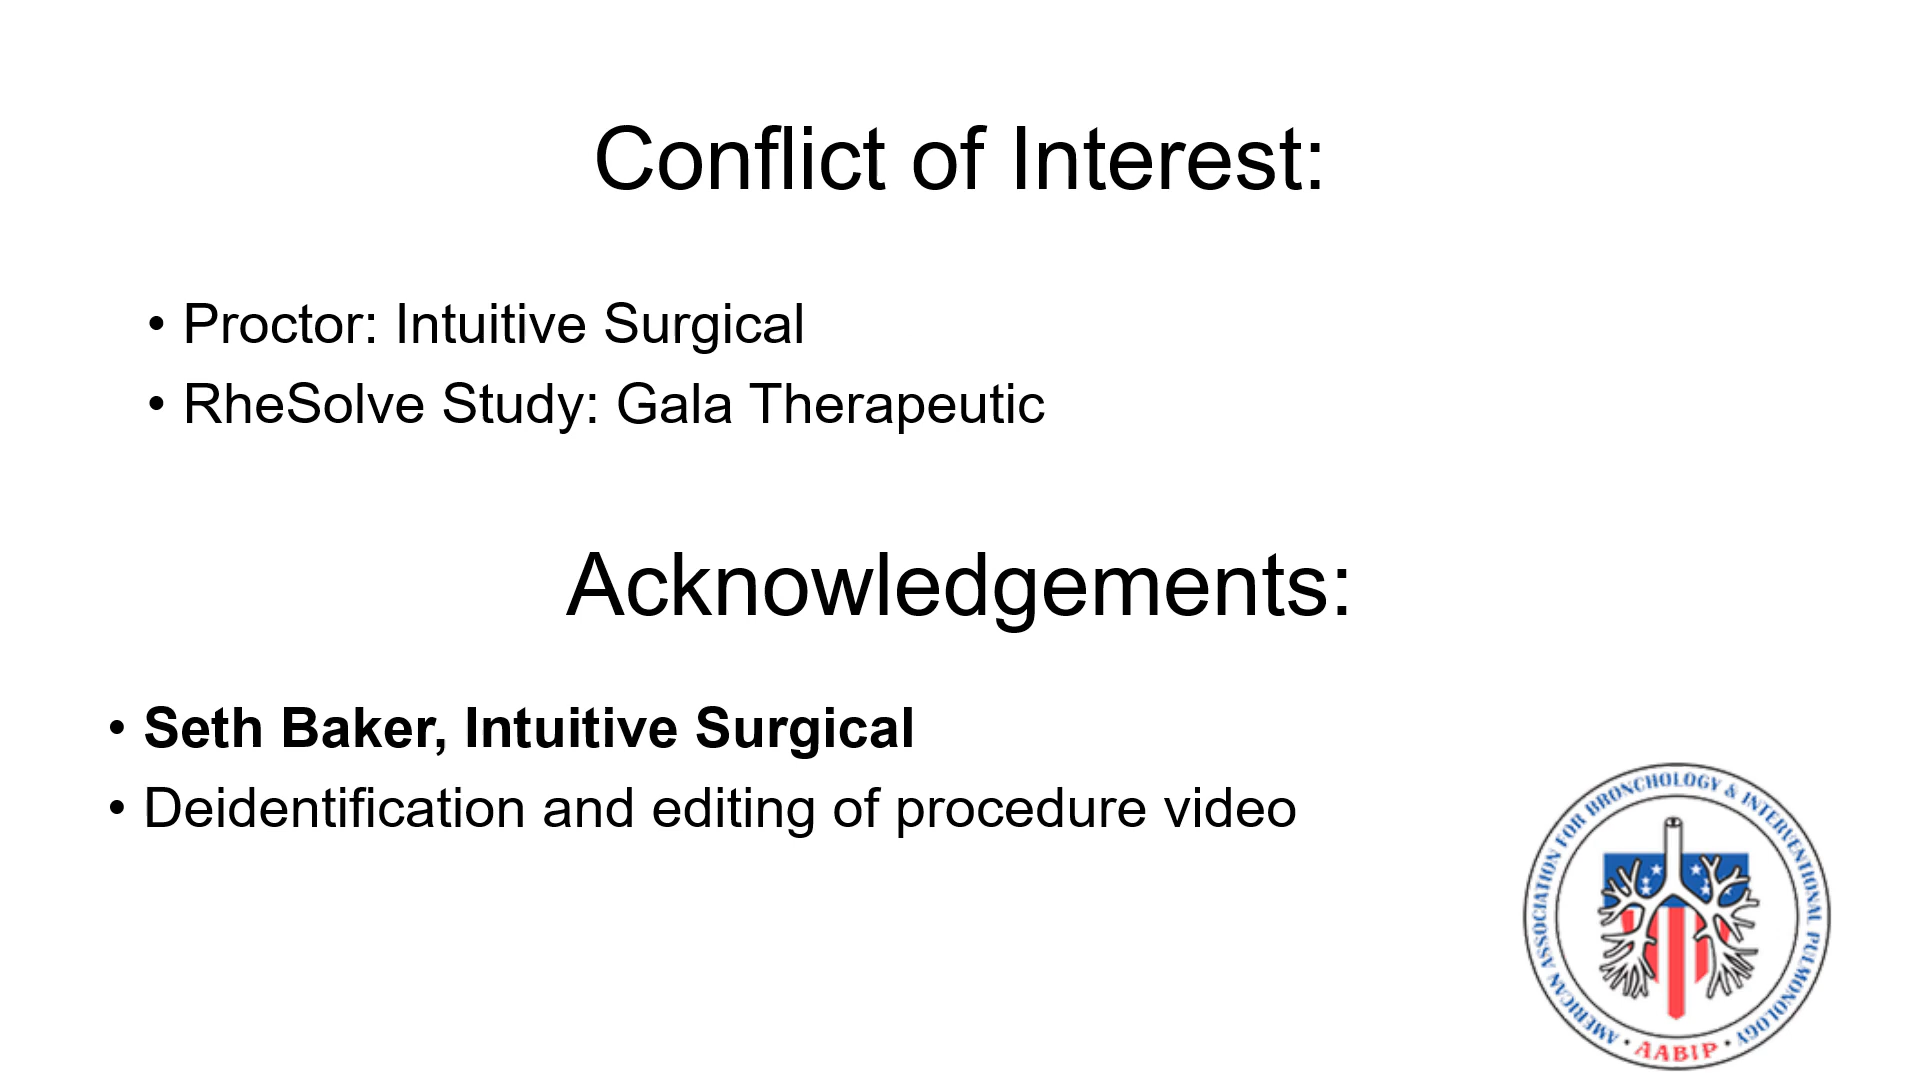 Conflict of Interest:
• Proctor: Intuitive Surgical
• RheSolve Study: Gala Therapeutic
Acknowledgements:
• Seth Baker, Intuitive Surgical
• Deidentification and editing of procedure video
AMERICAN ASSOCIATION FOR BRONCHOLOGY & INTERVENTIONAL PULMONOLOGY
• AABIP •